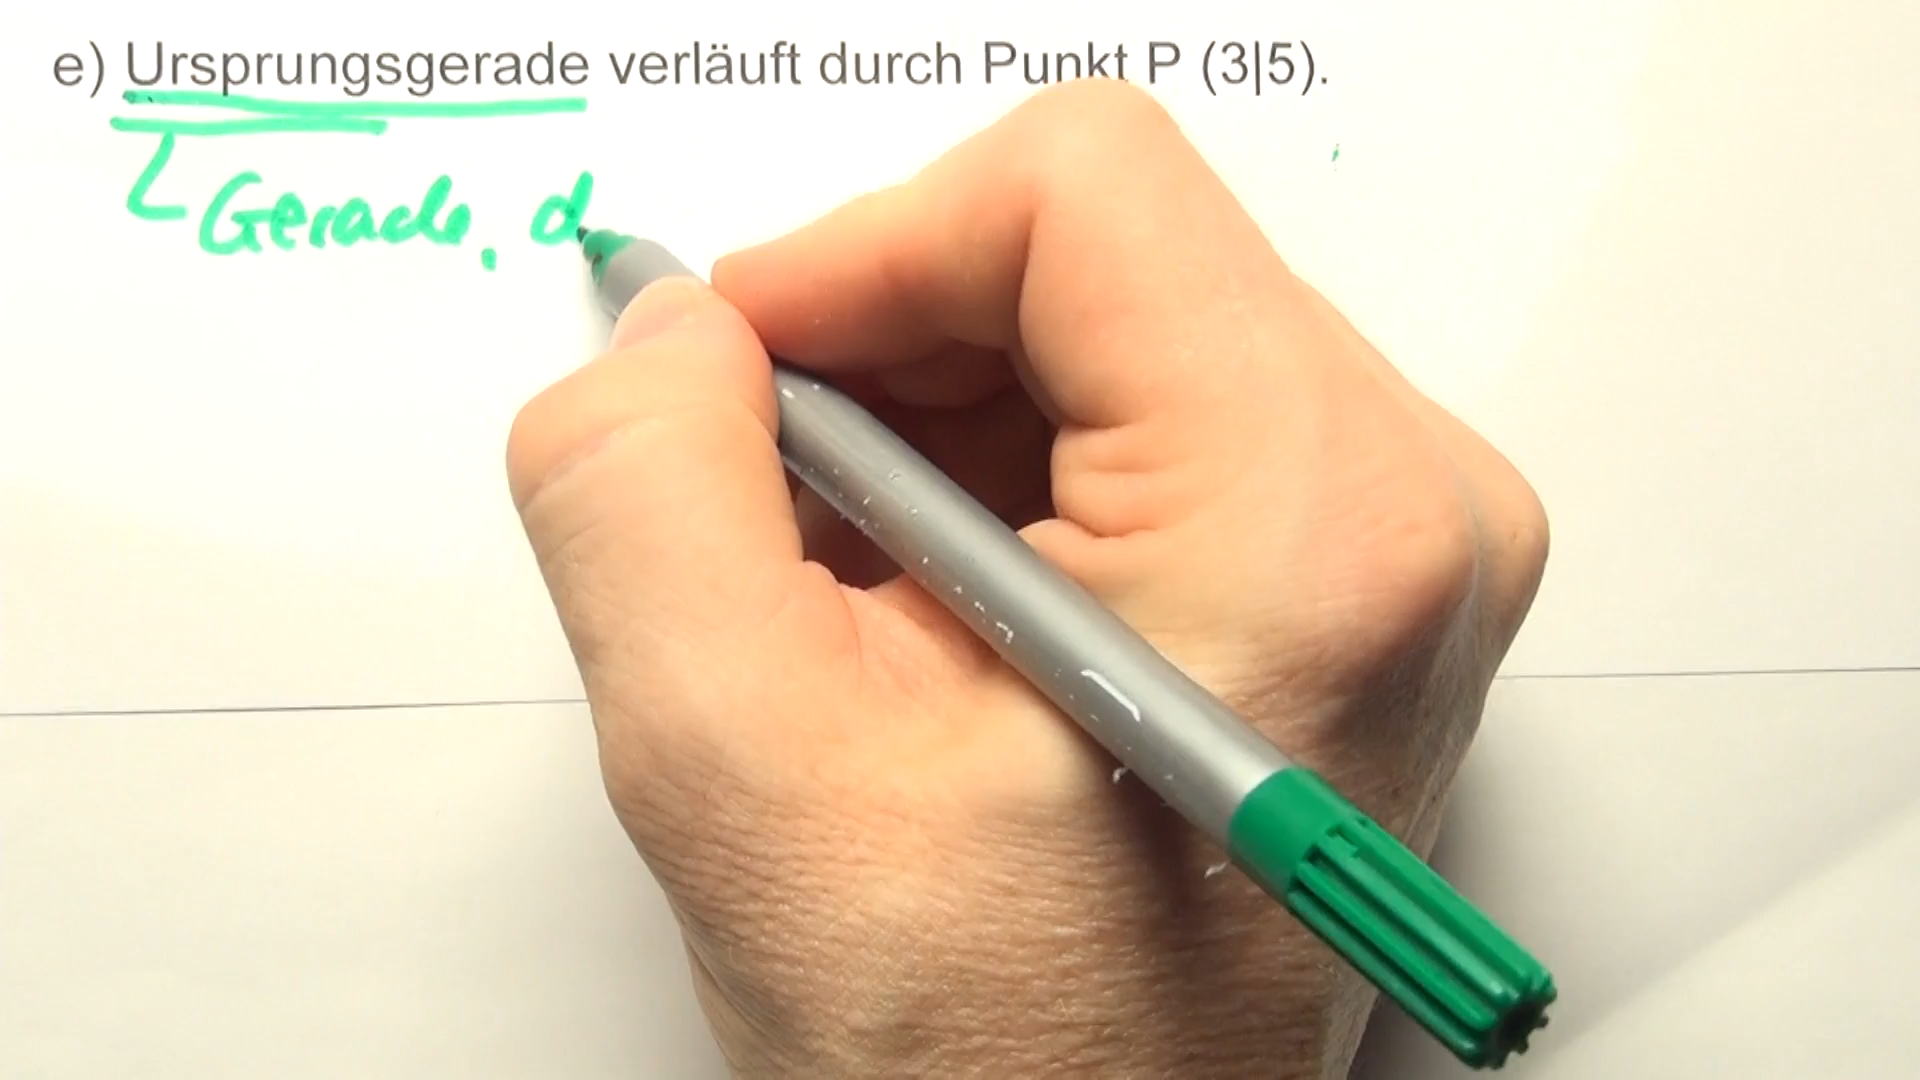 e) Ursprungsgerade verläuft durch Punkt P (3|5).
Gerade, d